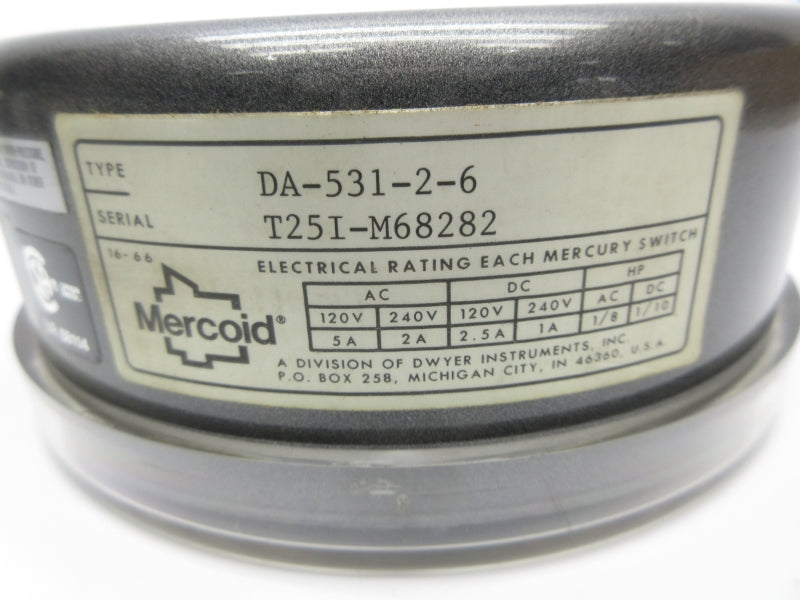 TYPE DA-531-2-6
SERIAL T25I-M68282
16-66
ELECTRICAL RATING EACH MERCURY SWITCH
AC DC HP
120V 240V 120V 240V AC DC
5A 2A 2.5A 1A 1/8 1/10
Mercoid®
A DIVISION OF DWYER INSTRUMENTS, INC.
P.O. BOX 258, MICHIGAN CITY, IN 46360, U.S.A.